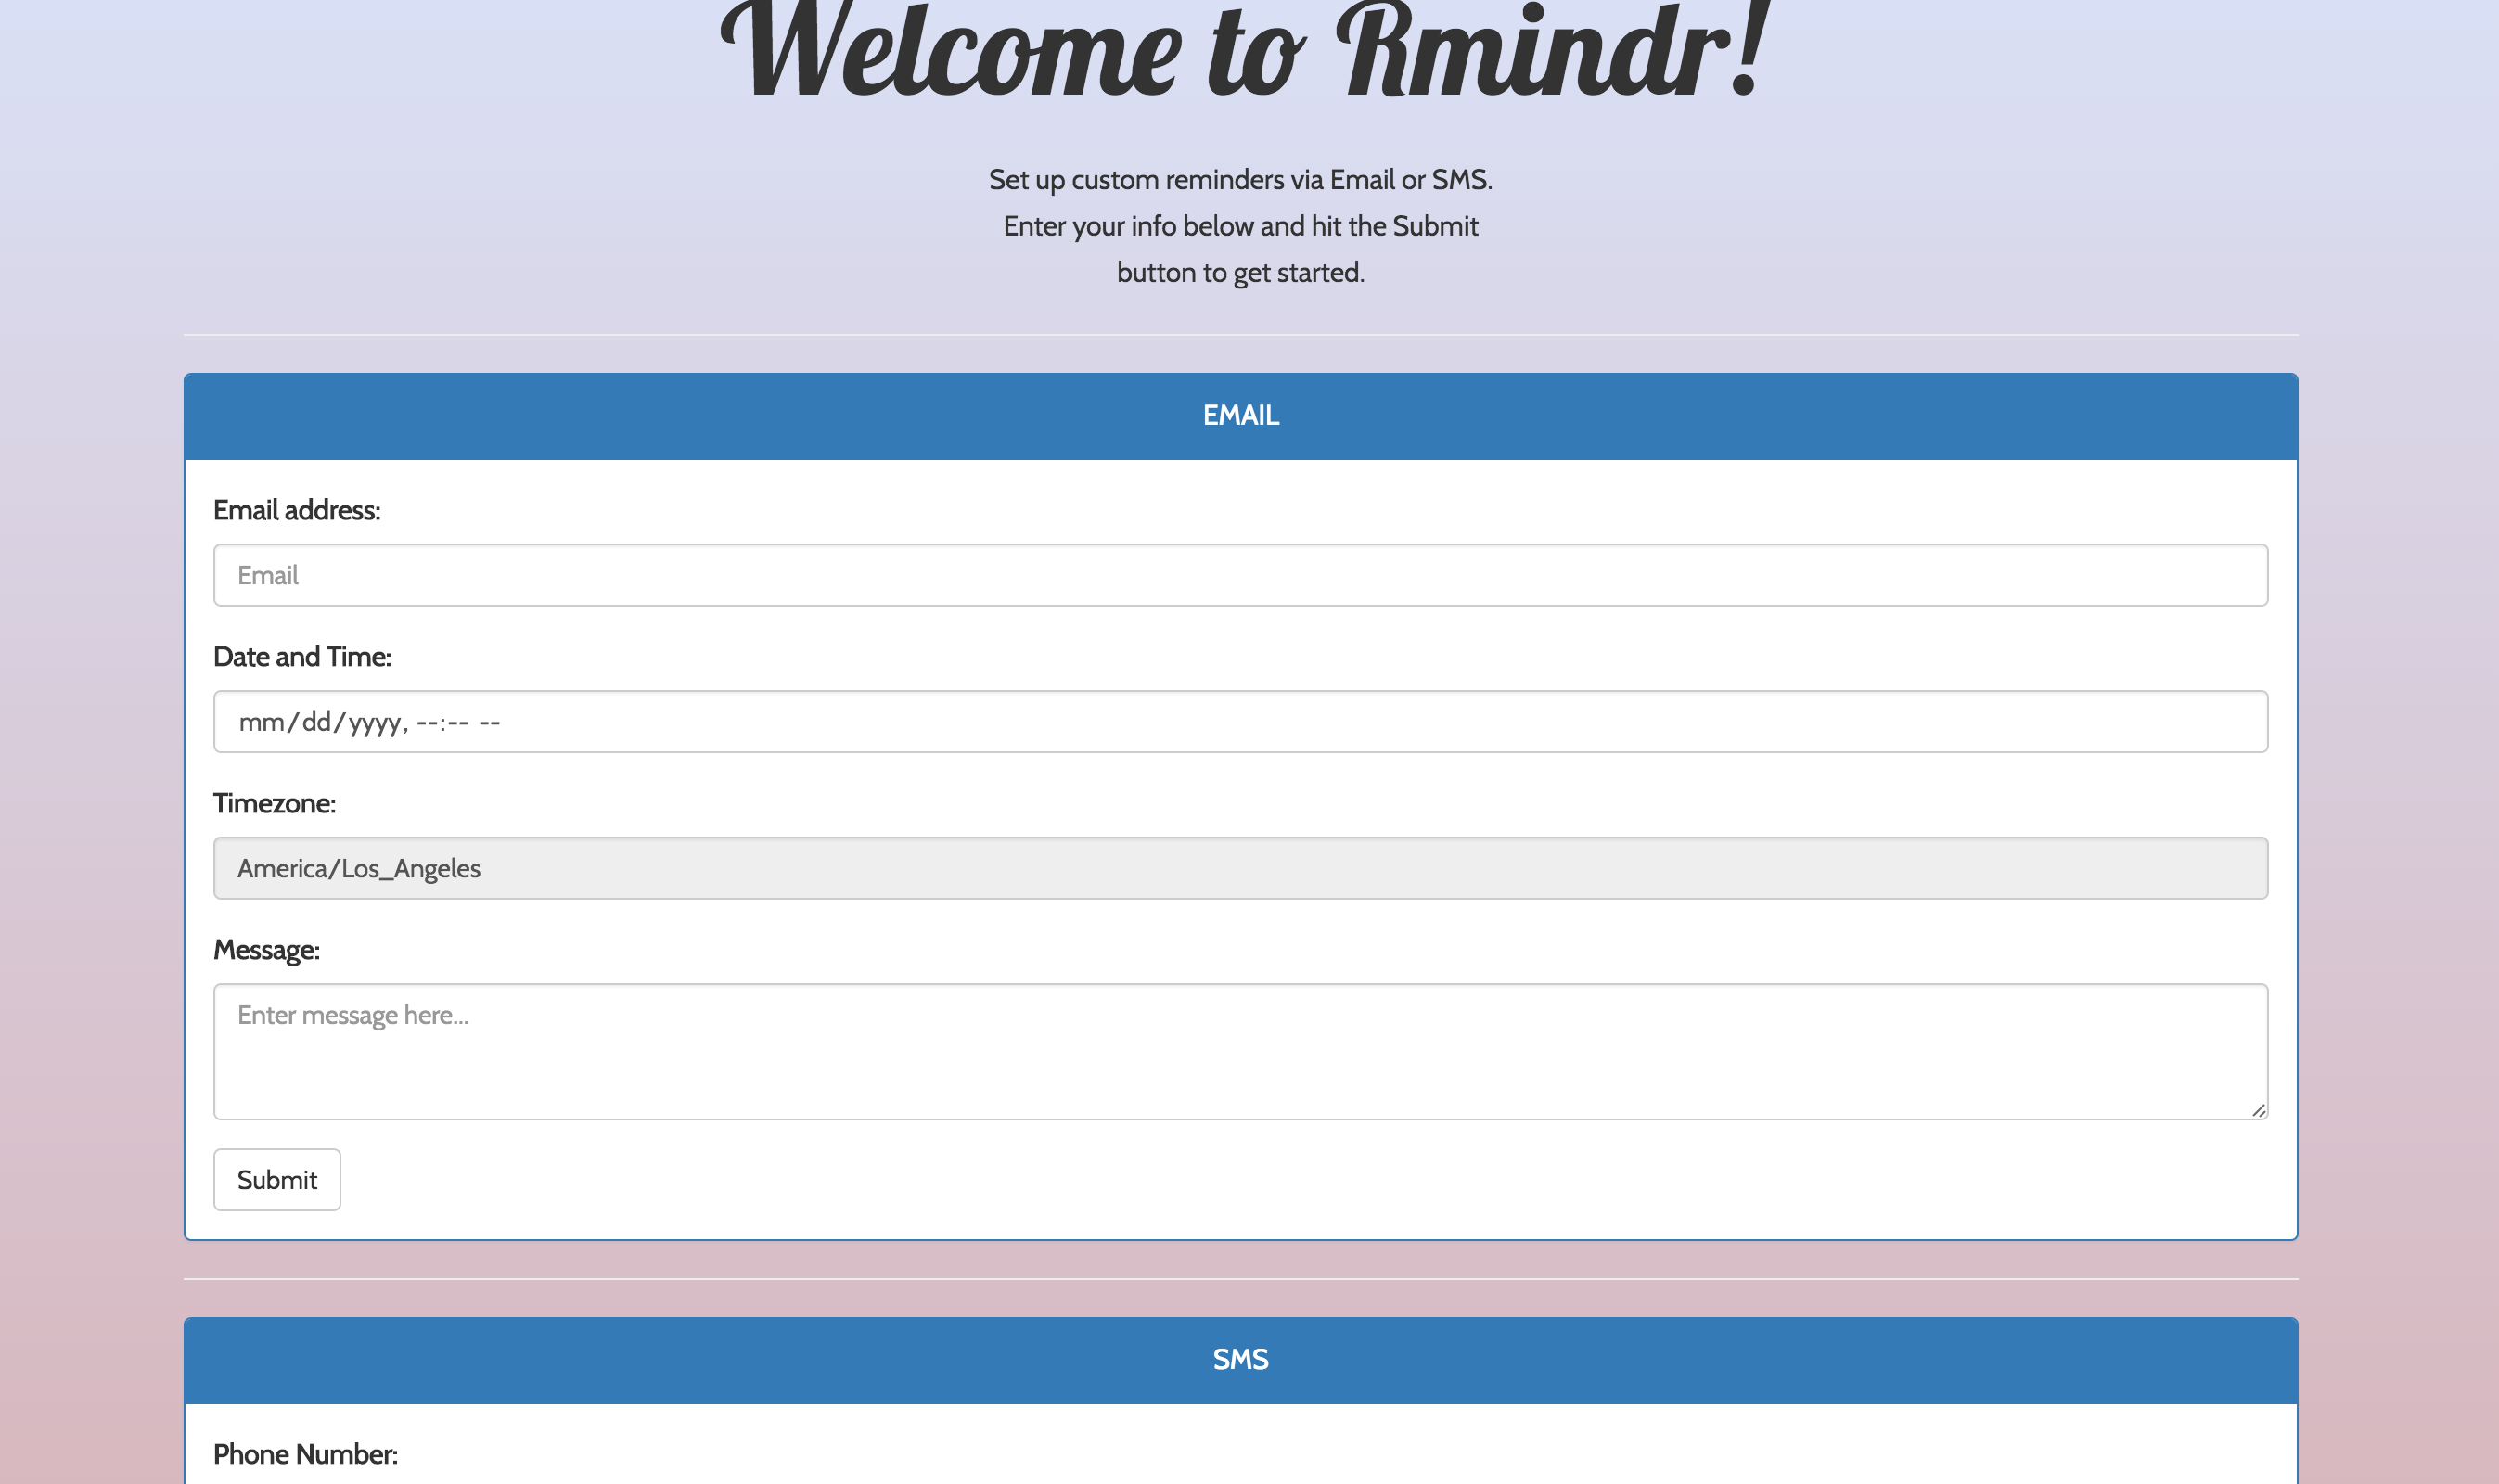 Welcome to Rmindr!
Set up custom reminders via Email or SMS.
Enter your info below and hit the Submit
button to get started.
EMAIL
Email address:
Email
Date and Time:
mm/dd/yyyy, --:-- --
Timezone:
America/Los_Angeles
Message:
Enter message here...
Submit
SMS
Phone Number: